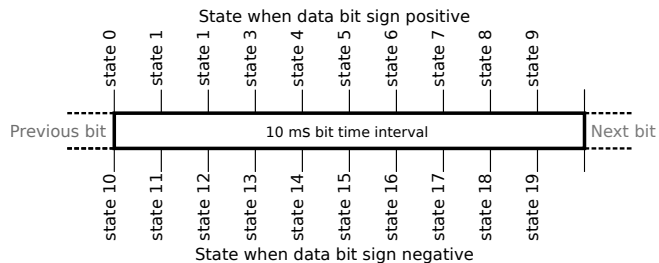 State when data bit sign positive
state 0
state 1
state 1
state 3
state 4
state 5
state 6
state 7
state 8
state 9
Previous bit
10 mS bit time interval
Next bit
state 10
state 11
state 12
state 13
state 14
state 15
state 16
state 17
state 18
state 19
State when data bit sign negative